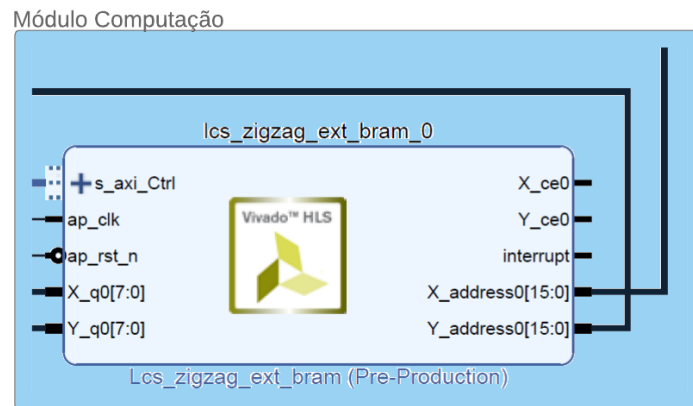 Módulo Computação
lcs_zigzag_ext_bram_0
s_axi_Ctrl
ap_clk
ap_rst_n
X_q0[7:0]
Y_q0[7:0]
Vivado™ HLS
X_ce0
Y_ce0
interrupt
X_address0[15:0]
Y_address0[15:0]
Lcs_zigzag_ext_bram (Pre-Production)